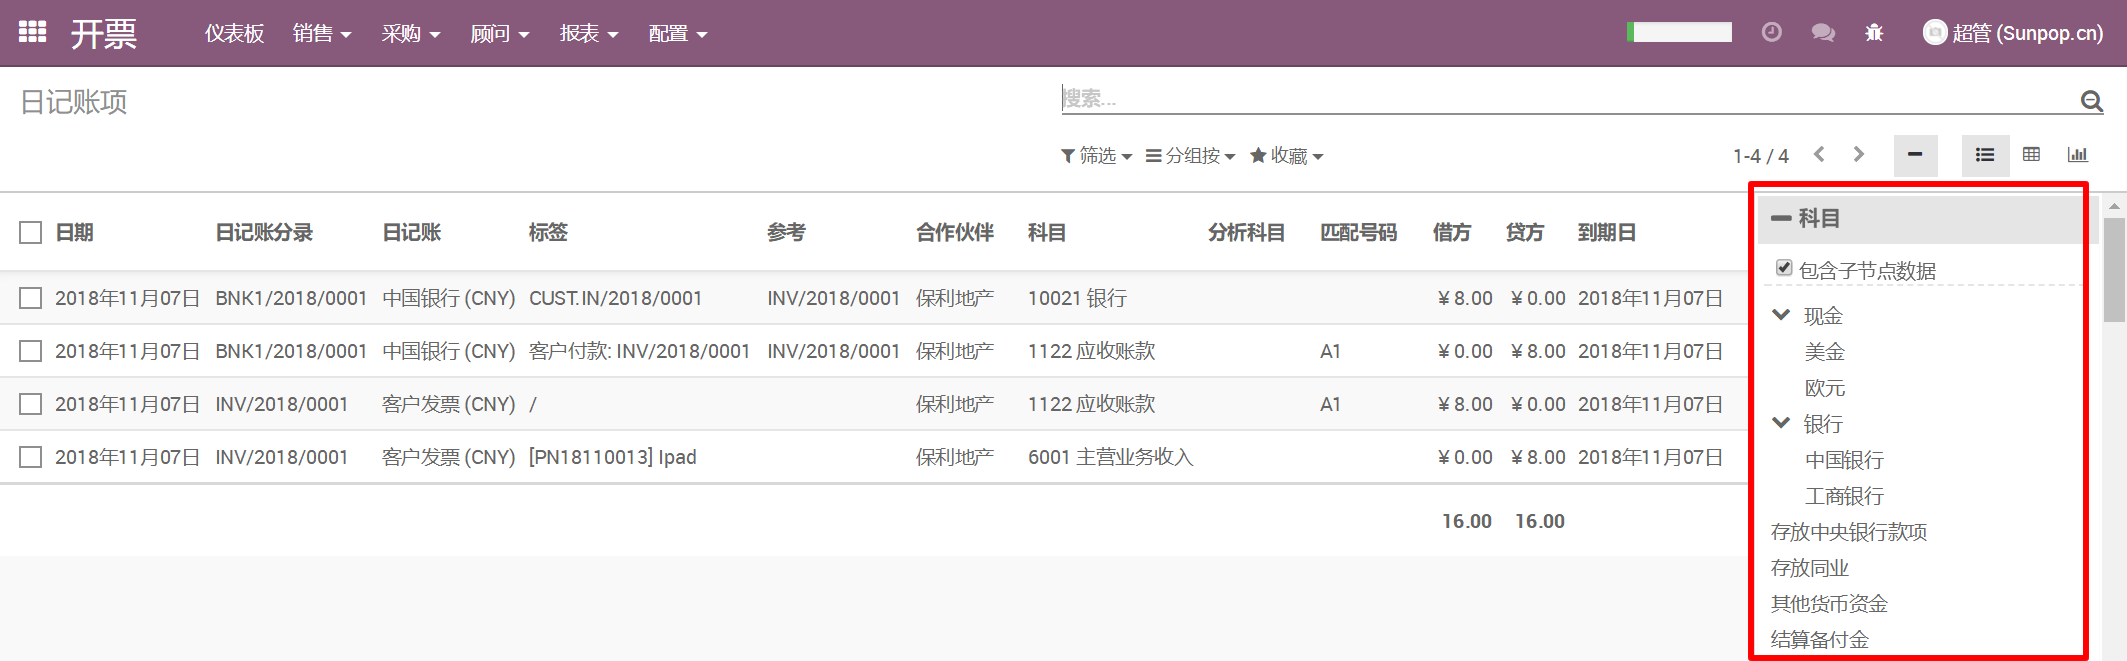 开票 仪表板 销售 采购 顾问 报表 配置 超管 (Sunpop.cn)
日记账项 搜索...
筛选 分组按 收藏 1-4 / 4
日期 日记账分录 日记账 标签 参考 合作伙伴 科目 分析科目 匹配号码 借方 贷方 到期日
2018年11月07日 BNK1/2018/0001 中国银行 (CNY) CUST.IN/2018/0001 INV/2018/0001 保利地产 10021 银行 ¥ 8.00 ¥ 0.00 2018年11月07日
2018年11月07日 BNK1/2018/0001 中国银行 (CNY) 客户付款: INV/2018/0001 INV/2018/0001 保利地产 1122 应收账款 A1 ¥ 0.00 ¥ 8.00 2018年11月07日
2018年11月07日 INV/2018/0001 客户发票 (CNY) / 保利地产 1122 应收账款 A1 ¥ 8.00 ¥ 0.00 2018年11月07日
2018年11月07日 INV/2018/0001 客户发票 (CNY) [PN18110013] Ipad 保利地产 6001 主营业务收入 ¥ 0.00 ¥ 8.00 2018年11月07日
16.00 16.00
科目
包含子节点数据
现金
美金
欧元
银行
中国银行
工商银行
存放中央银行款项
存放同业
其他货币资金
结算备付金